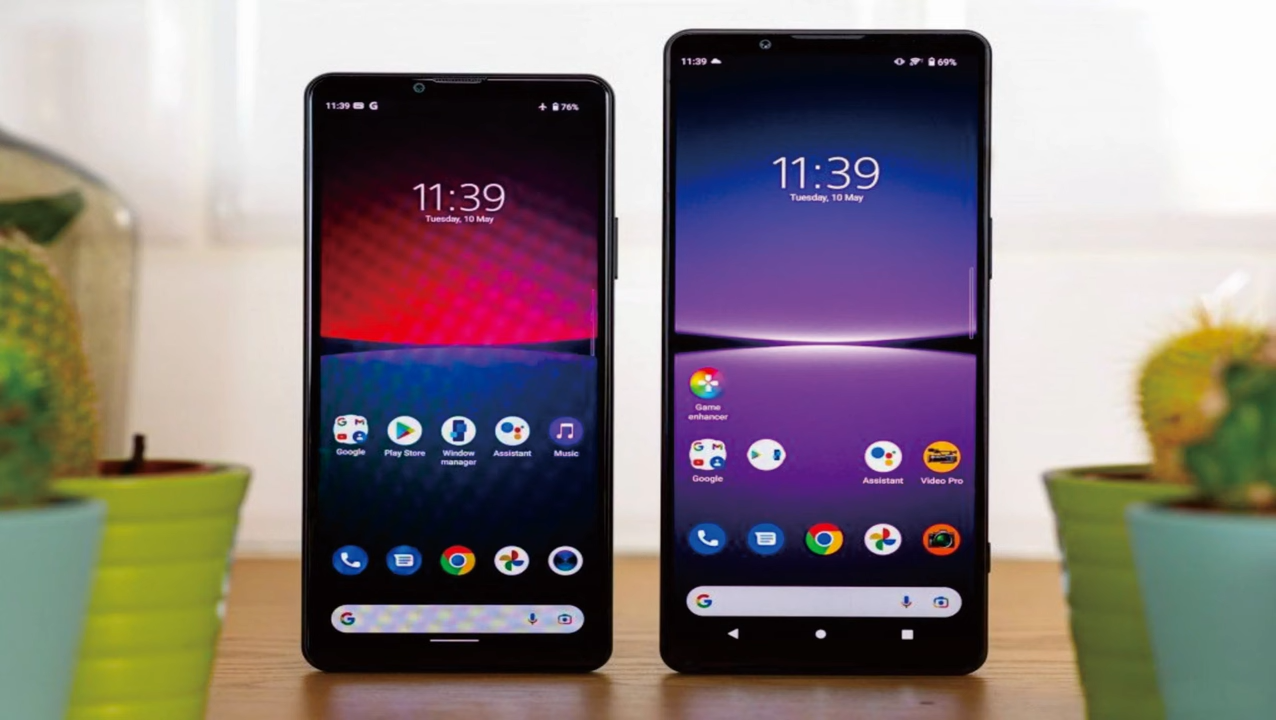 11:39 G
76%
11:39
Tuesday, 10 May
Google
Play Store
Window
manager
Assistant
Music
G
11:39
69%
11:39
Tuesday, 10 May
Game
enhancer
Google
Assistant
Video Pro
G